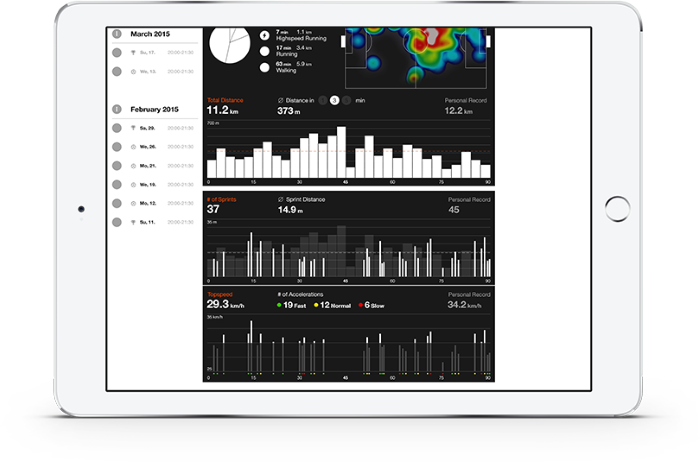 March 2015
Su, 17. 20:00-21:30
We, 13. 20:00-21:30
February 2015
Sa, 29. 20:00-21:30
We, 26. 20:00-21:30
Mo, 21. 20:00-21:30
We, 19. 20:00-21:30
Mo, 12. 20:00-21:30
Su, 11. 20:00-21:30
7 min 1.1 km
Highspeed Running
17 min 3.4 km
Running
63 min 5.9 km
Walking
Total Distance Ø Distance in 3 min Personal Record
11.2 km 373 m 12.2 km
700 m
0 15 30 45 60 75 90
# of Sprints Ø Sprint Distance Personal Record
37 14.9 m 45
35 m
0 15 30 45 60 75 90
Topspeed # of Accelerations Personal Record
29.3 km/h 19 Fast 12 Normal 6 Slow 34.2 km/h
35 km/h
0 15 30 45 60 75 90